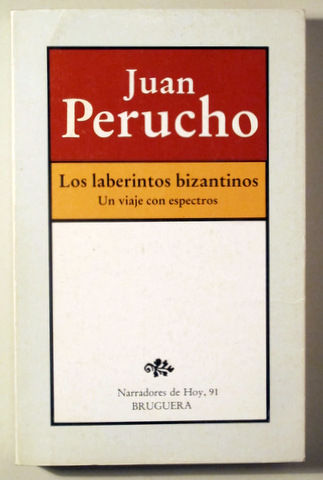 Juan
Perucho
Los laberintos bizantinos
Un viaje con espectros
Narradores de Hoy, 91
BRUGUERA